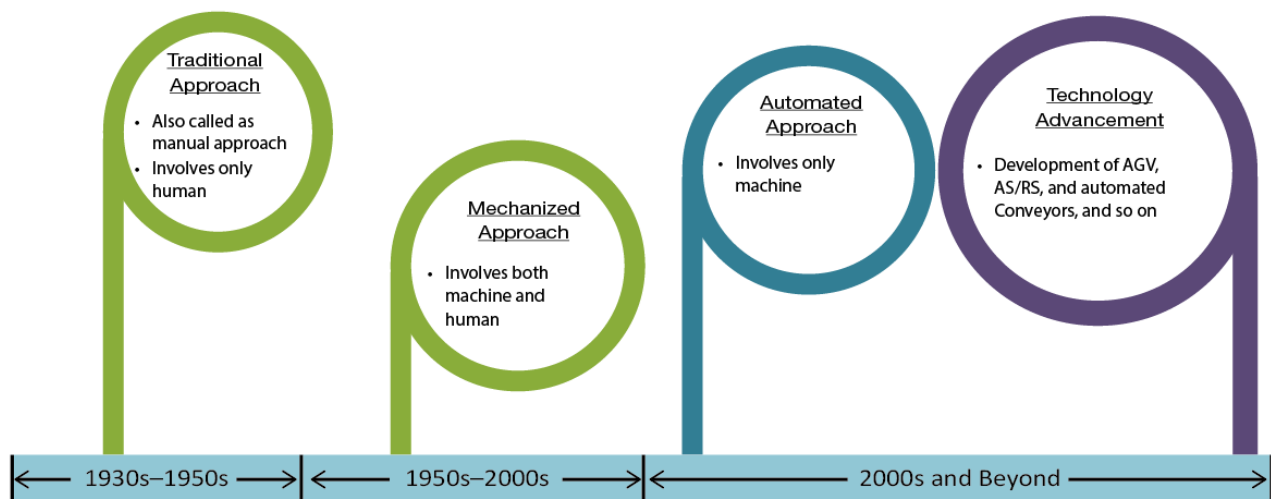 Traditional
Approach
• Also called as
manual approach
• Involves only
human
Mechanized
Approach
• Involves both
machine and
human
Automated
Approach
• Involves only
machine
Technology
Advancement
• Development of AGV,
AS/RS, and automated
Conveyors, and so on
1930s–1950s
1950s–2000s
2000s and Beyond